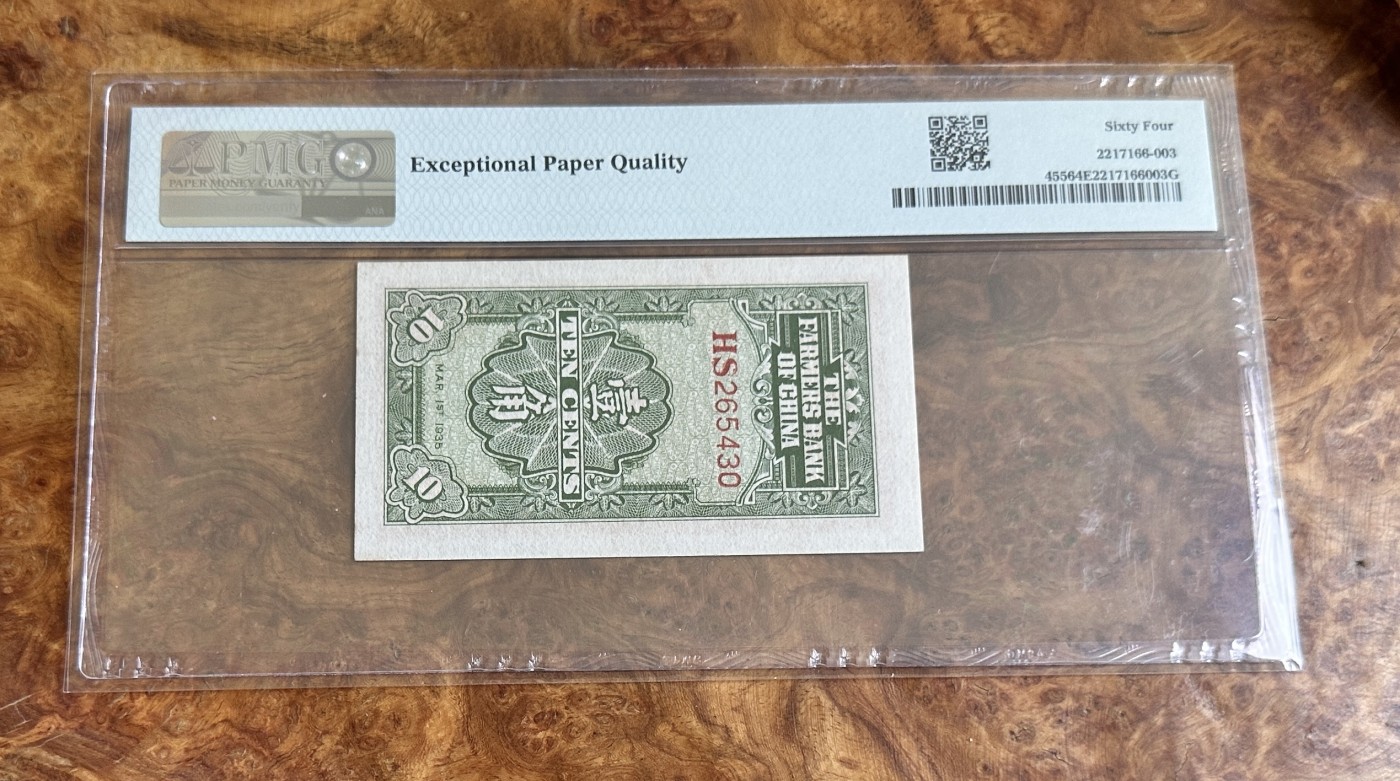 PMG
PAPER MONEY GUARANTY
ANA
Exceptional Paper Quality
Sixty Four
2217166-003
45564E2217166003G
THE
FARMERS BANK
OF CHINA
HS265430
壹
TEN CENTS
角
MAR. 1ST. 1935
10
10